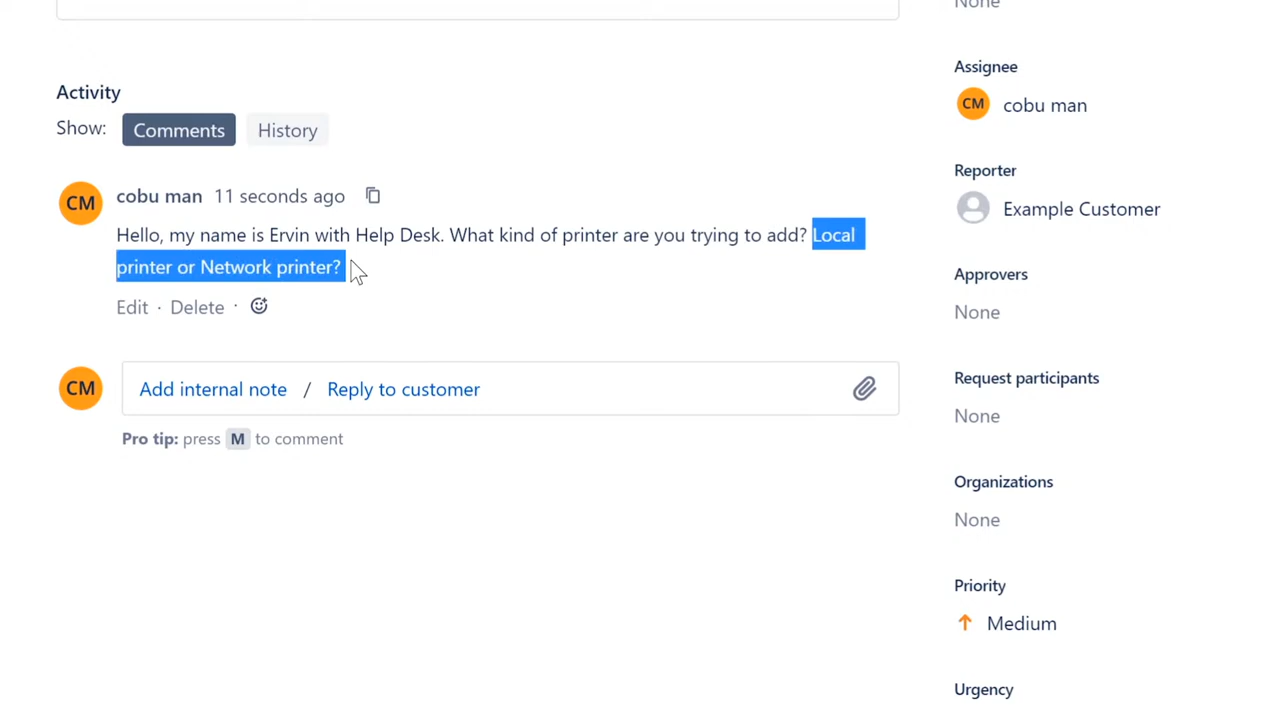 None
Assignee
CM cobu man
Activity
Show: Comments History
Reporter
CM cobu man 11 seconds ago
Example Customer
Hello, my name is Ervin with Help Desk. What kind of printer are you trying to add? Local
printer or Network printer?
Approvers
Edit · Delete ·
None
CM Add internal note / Reply to customer
Request participants
None
Pro tip: press M to comment
Organizations
None
Priority
Medium
Urgency